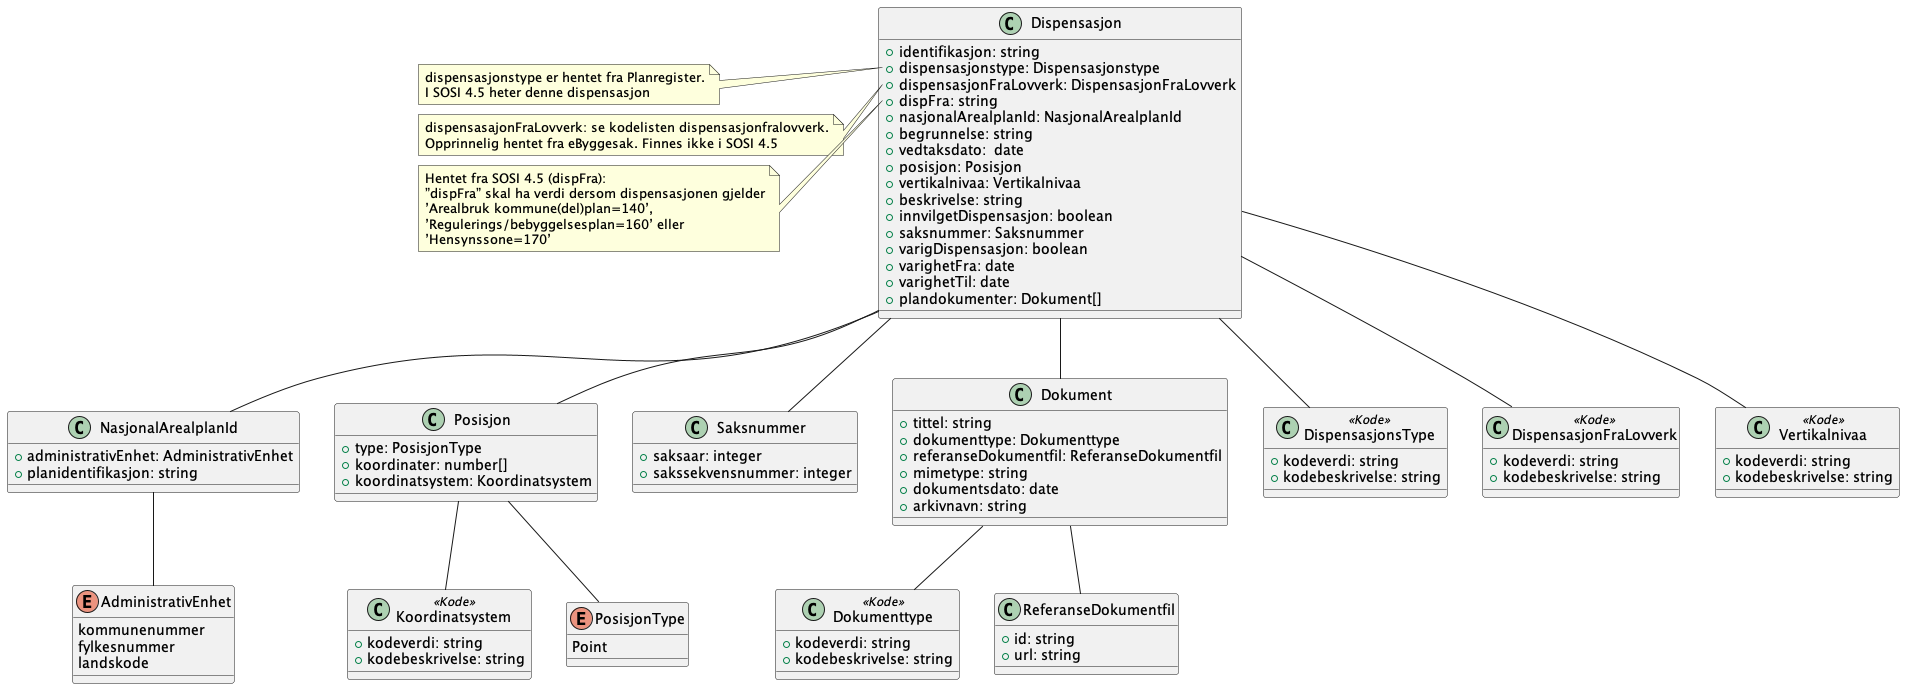 C Dispensasjon
identifikasjon: string
dispensasjonstype: Dispensasjonstype
dispensasjonFraLovverk: DispensasjonFraLovverk
dispFra: string
nasjonalArealplanId: NasjonalArealplanId
begrunnelse: string
vedtaksdato:  date
posisjon: Posisjon
vertikalnivaa: Vertikalnivaa
beskrivelse: string
innvilgetDispensasjon: boolean
saksnummer: Saksnummer
varigDispensasjon: boolean
varighetFra: date
varighetTil: date
plandokumenter: Dokument[]
dispensasjonstype er hentet fra Planregister.
I SOSI 4.5 heter denne dispensasjon
dispensasajonFraLovverk: se kodelisten dispensasjonfralovverk.
Opprinnelig hentet fra eByggesak. Finnes ikke i SOSI 4.5
Hentet fra SOSI 4.5 (dispFra):
"dispFra" skal ha verdi dersom dispensasjonen gjelder
'Arealbruk kommune(del)plan=140',
'Regulerings/bebyggelsesplan=160' eller
'Hensynssone=170'
C NasjonalArealplanId
administrativEnhet: AdministrativEnhet
planidentifikasjon: string
C Posisjon
type: PosisjonType
koordinater: number[]
koordinatsystem: Koordinatsystem
C Saksnummer
saksaar: integer
sakssekvensnummer: integer
C Dokument
tittel: string
dokumenttype: Dokumenttype
referanseDokumentfil: ReferanseDokumentfil
mimetype: string
dokumentsdato: date
arkivnavn: string
«Kode»
C DispensasjonsType
kodeverdi: string
kodebeskrivelse: string
«Kode»
C DispensasjonFraLovverk
kodeverdi: string
kodebeskrivelse: string
«Kode»
C Vertikalnivaa
kodeverdi: string
kodebeskrivelse: string
E AdministrativEnhet
kommunenummer
fylkesnummer
landskode
«Kode»
C Koordinatsystem
kodeverdi: string
kodebeskrivelse: string
E PosisjonType
Point
«Kode»
C Dokumenttype
kodeverdi: string
kodebeskrivelse: string
C ReferanseDokumentfil
id: string
url: string